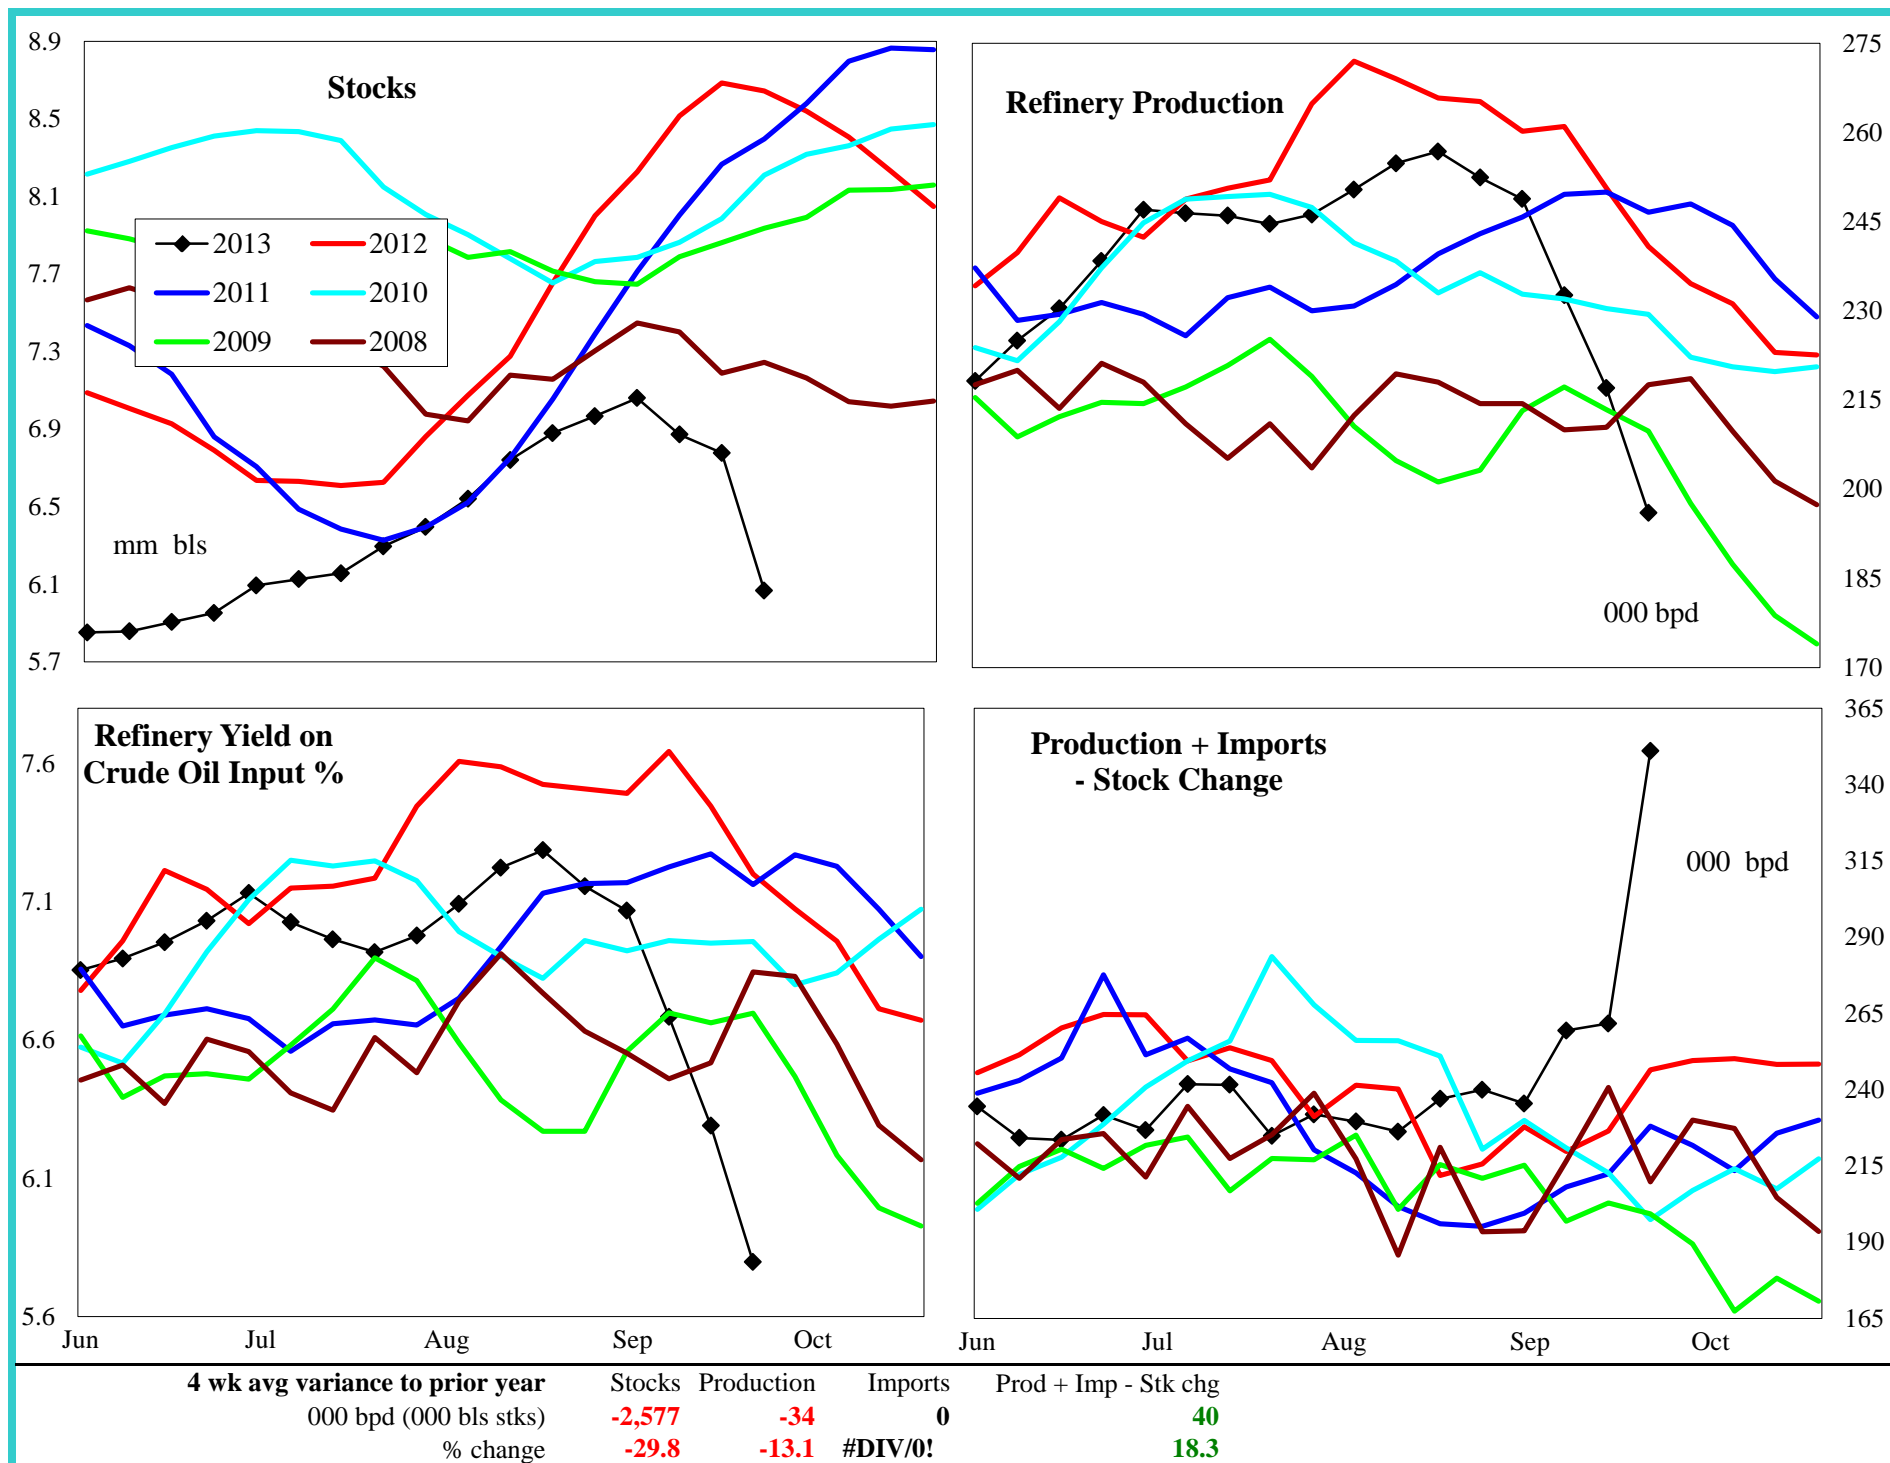 Stocks
8.9
8.5
8.1
7.7
7.3
6.9
6.5
6.1
5.7
2013 2012
2011 2010
2009 2008
mm bls
Refinery Production
275
260
245
230
215
200
185
170
000 bpd
Refinery Yield on
Crude Oil Input %
7.6
7.1
6.6
6.1
5.6
Jun Jul Aug Sep Oct
Production + Imports
- Stock Change
365
340
315
290
265
240
215
190
165
000 bpd
Jun Jul Aug Sep Oct
4 wk avg variance to prior year Stocks Production Imports Prod + Imp - Stk chg
000 bpd (000 bls stks) -2,577 -34 0 40
% change -29.8 -13.1 #DIV/0! 18.3